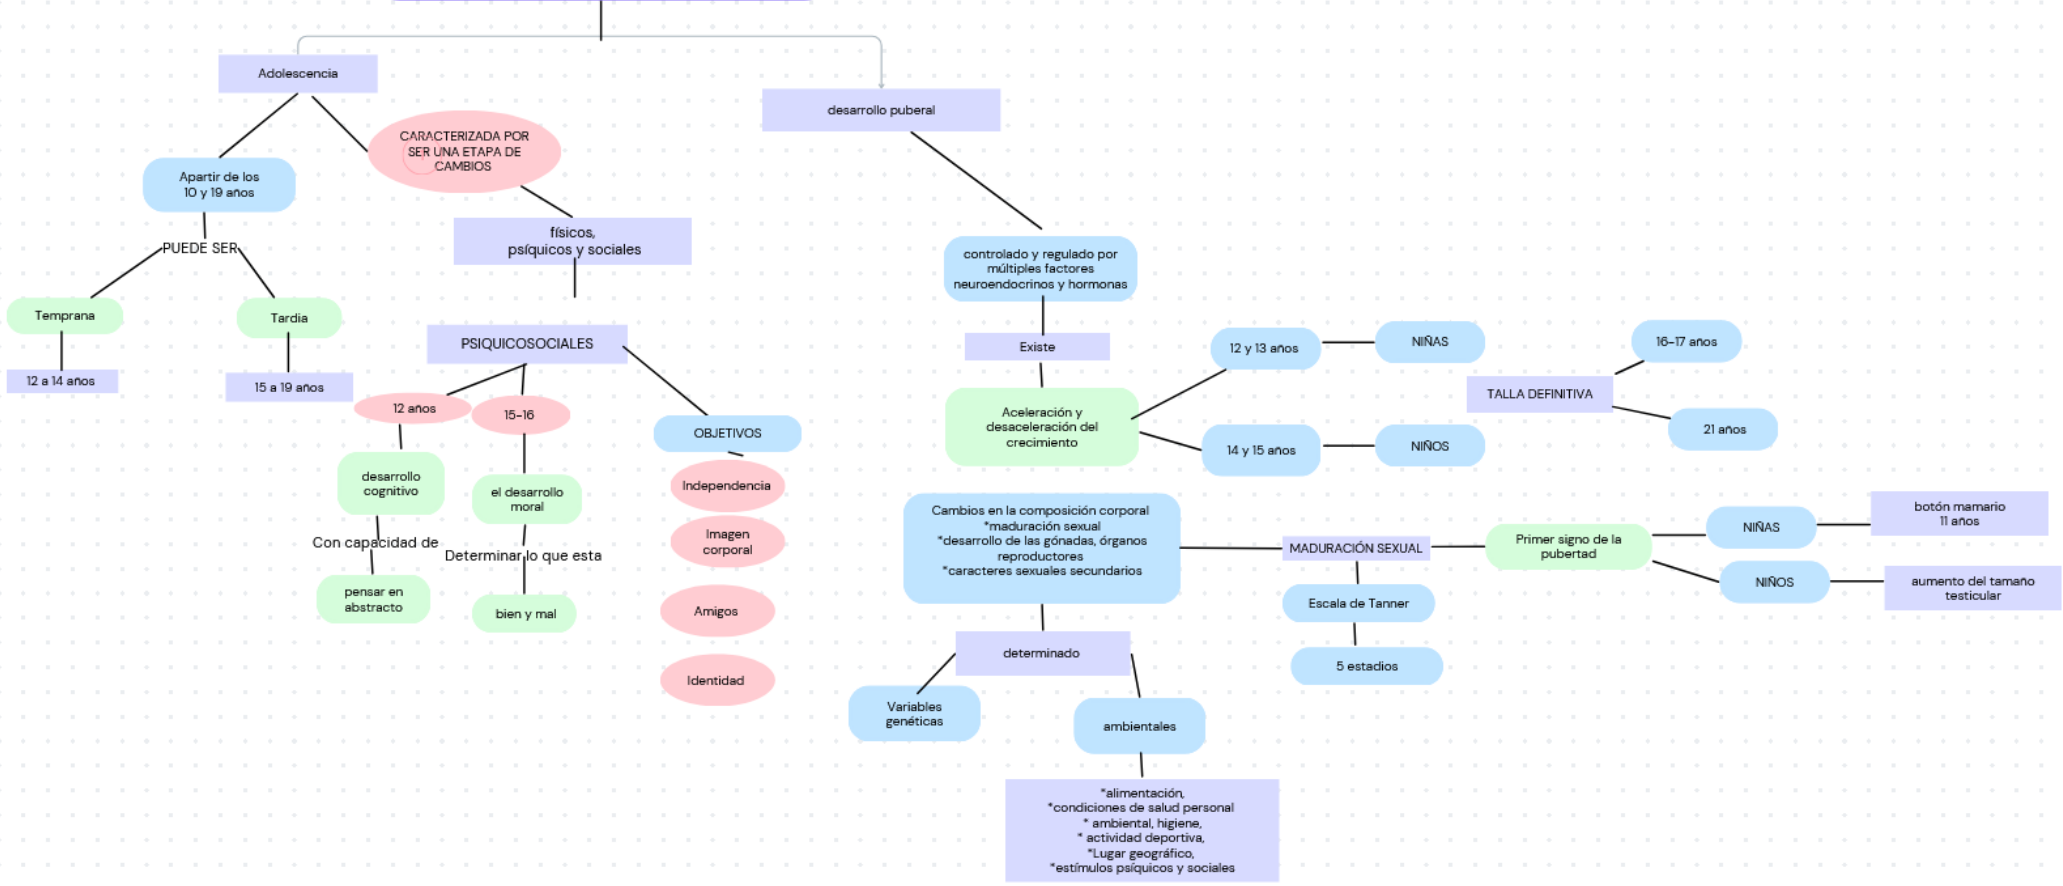 Adolescencia
CARACTERIZADA POR
SER UNA ETAPA DE
CAMBIOS
Apartir de los
10 y 19 años
PUEDE SER
Temprana
12 a 14 años
Tardia
15 a 19 años
físicos,
psíquicos y sociales
PSIQUICOSOCIALES
12 años
desarrollo
cognitivo
Con capacidad de
pensar en
abstracto
15-16
el desarrollo
moral
Determinar lo que esta
bien y mal
OBJETIVOS
Independencia
Imagen
corporal
Amigos
Identidad
desarrollo puberal
controlado y regulado por
múltiples factores
neuroendocrinos y hormonas
Existe
Aceleración y
desaceleración del
crecimiento
12 y 13 años
NIÑAS
14 y 15 años
NIÑOS
TALLA DEFINITIVA
16-17 años
21 años
Cambios en la composición corporal
*maduración sexual
*desarrollo de las gónadas, órganos
reproductores
*caracteres sexuales secundarios
MADURACIÓN SEXUAL
Escala de Tanner
5 estadios
Primer signo de la
pubertad
NIÑAS
botón mamario
11 años
NIÑOS
aumento del tamaño
testicular
determinado
Variables
genéticas
ambientales
*alimentación,
*condiciones de salud personal
* ambiental, higiene,
* actividad deportiva,
*Lugar geográfico,
*estímulos psíquicos y sociales